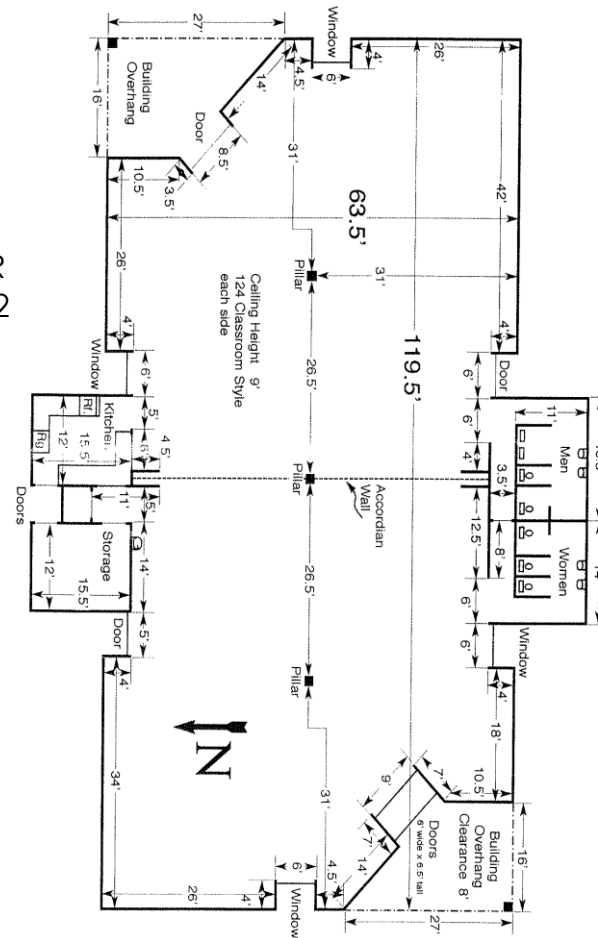 27'
Window
26'
4'
4.5'
6'
16'
Building
Overhang
14'
Door
8.5'
10.5'
3.5'
31'
42'
63.5'
31'
Pillar
26'
Ceiling Height 9'
124 Classroom Style
each side
26.5'
119.5'
4'
4'
Window
6'
6'
Door
Rf
Kitchen
5'
6'
4.5'
12'
15.5'
Rg
6'
4'
11'
Men
3.5'
Pillar
Accordian
Wall
Doors
11'
5'
12.5'
8'
Women
14'
Storage
14'
12'
15.5'
26.5'
6'
6'
Window
Door
5'
4'
Pillar
4'
18'
N
34'
31'
9'
7'
7'
10.5'
Doors
6' wide x 6.5' tall
Building
Overhang
Clearance 8'
16'
14'
4.5'
6'
26'
4'
Window
27'